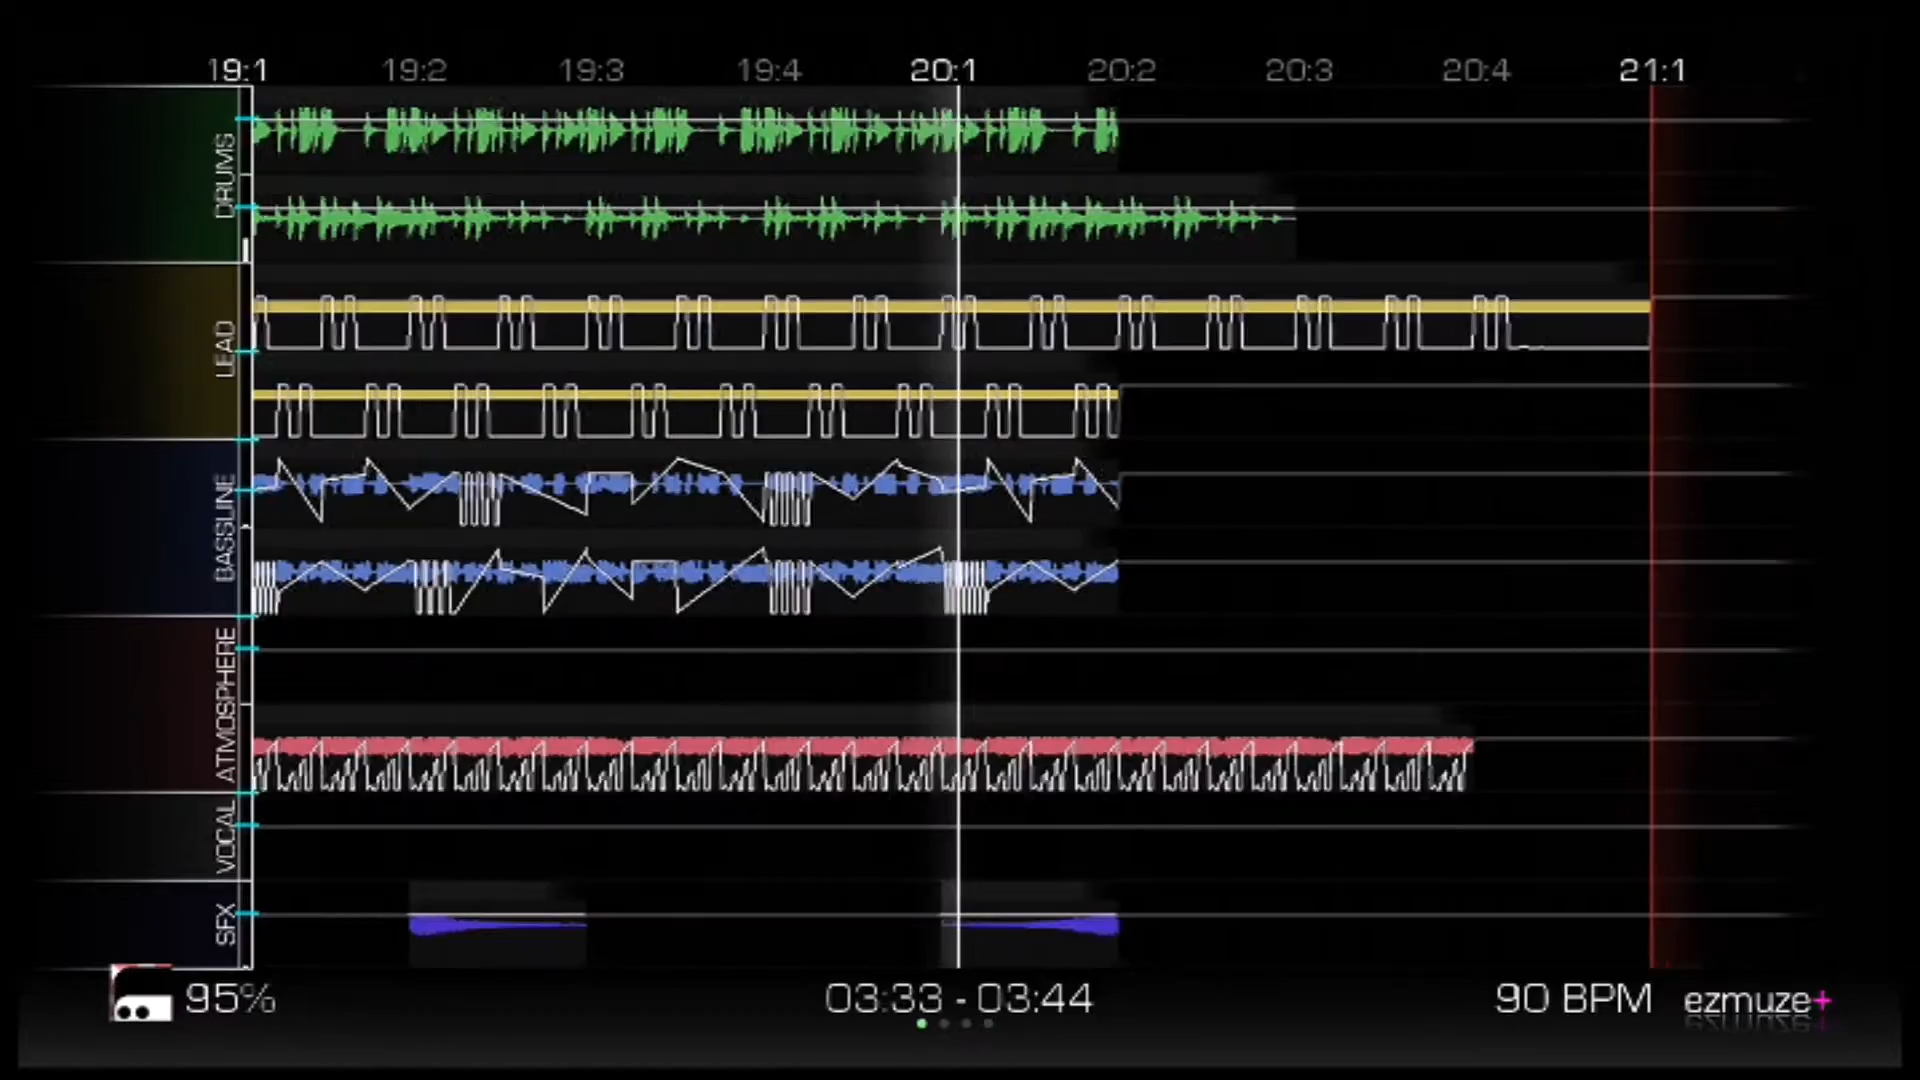 19:1 19:2 19:3 19:4 20:1 20:2 20:3 20:4 21:1
DRUMS
LEAD
BASSLINE
ATMOSPHERE
VOCAL
SFX
95% 03:33 - 03:44 90 BPM ezmuze+